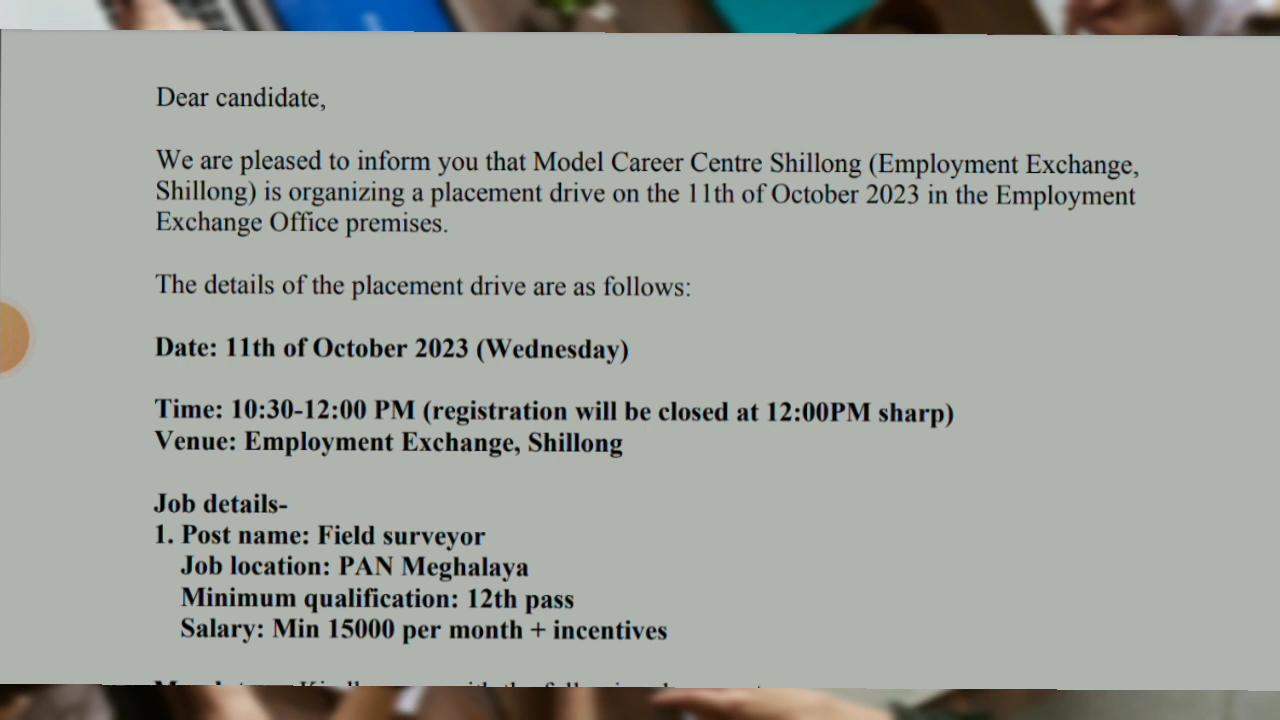 Dear candidate,
We are pleased to inform you that Model Career Centre Shillong (Employment Exchange,
Shillong) is organizing a placement drive on the 11th of October 2023 in the Employment
Exchange Office premises.
The details of the placement drive are as follows:
Date: 11th of October 2023 (Wednesday)
Time: 10:30-12:00 PM (registration will be closed at 12:00PM sharp)
Venue: Employment Exchange, Shillong
Job details-
1. Post name: Field surveyor
Job location: PAN Meghalaya
Minimum qualification: 12th pass
Salary: Min 15000 per month + incentives